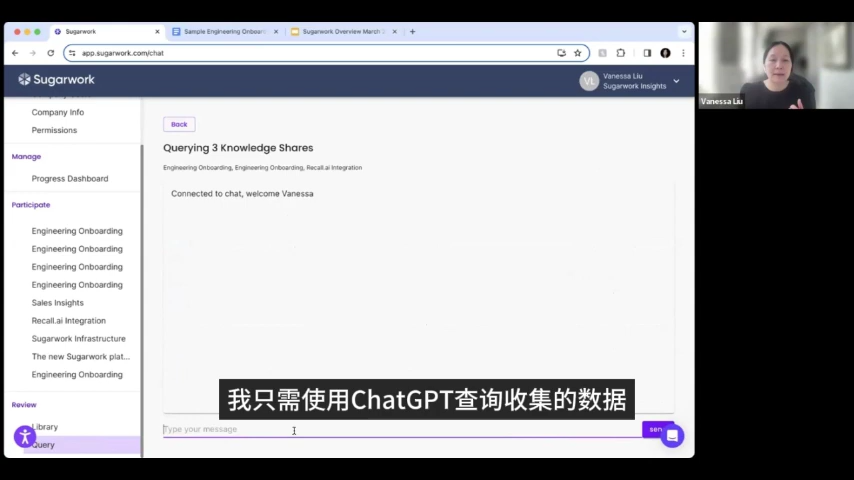 Sugarwork
Sample Engineering Onboard
Sugarwork Overview March 2
app.sugarwork.com/chat
Sugarwork
VL
Vanessa Liu
Sugarwork Insights
Vanessa Liu
Company Info
Permissions
Manage
Progress Dashboard
Participate
Engineering Onboarding
Engineering Onboarding
Engineering Onboarding
Engineering Onboarding
Sales Insights
Recall.ai Integration
Sugarwork Infrastructure
The new Sugarwork plat...
Engineering Onboarding
Review
Library
Query
Back
Querying 3 Knowledge Shares
Engineering Onboarding, Engineering Onboarding, Recall.ai Integration
Connected to chat, welcome Vanessa
我只需使用ChatGPT查询收集的数据
Type your message
sen